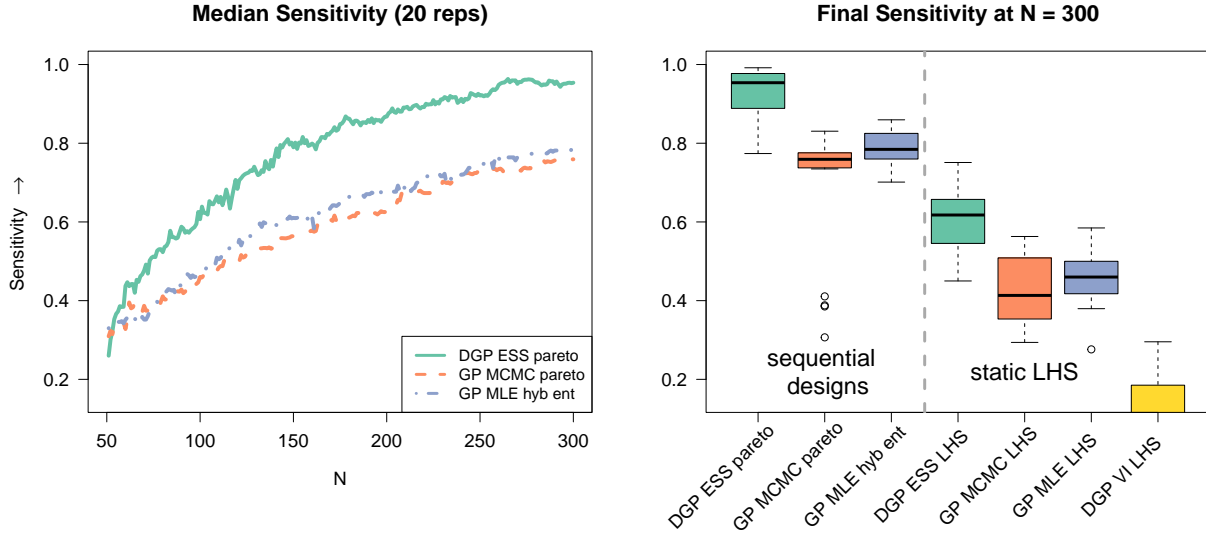 Median Sensitivity (20 reps)
Sensitivity →
1.0
0.8
0.6
0.4
0.2
50
100
150
200
250
300
N
DGP ESS pareto
GP MCMC pareto
GP MLE hyb ent
Final Sensitivity at N = 300
1.0
0.8
0.6
0.4
0.2
sequential
designs
static LHS
DGP ESS pareto
GP MCMC pareto
GP MLE hyb ent
DGP ESS LHS
GP MCMC LHS
GP MLE LHS
DGP VI LHS